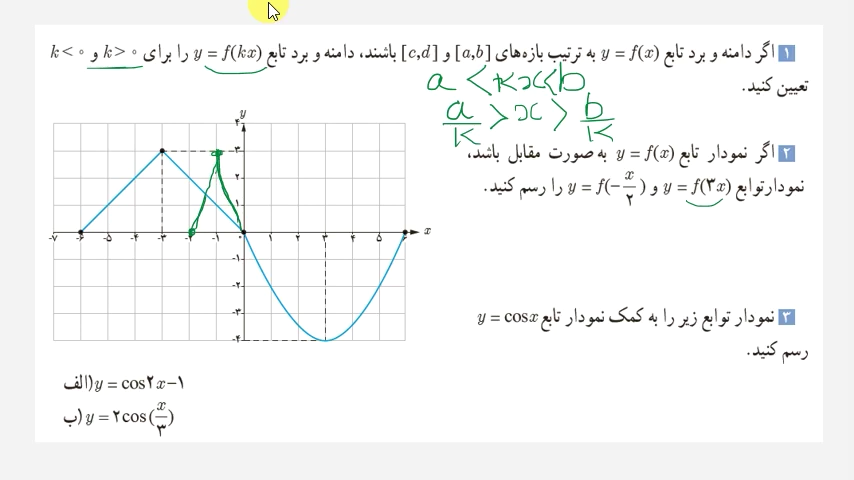 ۱ اگر دامنه و برد تابع y = f(x) به ترتیب بازه‌های [a,b] و [c,d] باشند، دامنه و برد تابع y = f(kx) را برای k > ۰ و k < ۰
تعیین کنید.
a < kx < b
a/k > x > b/k
۲ اگر نمودار تابع y = f(x) به صورت مقابل باشد،
نمودارتوابع y = f(۳x) و y = f(-x/۲) را رسم کنید.
y
۴
۳
۲
۱
-۷ -۶ -۵ -۴ -۳ -۲ -۱ ۰ ۱ ۲ ۳ ۴ ۵ ۶ x
-۱
-۲
-۳
-۴
۳ نمودار توابع زیر را به کمک نمودار تابع y = cosx
رسم کنید.
الف) y = cos۲x-۱
ب) y = ۲cos(x/۳)